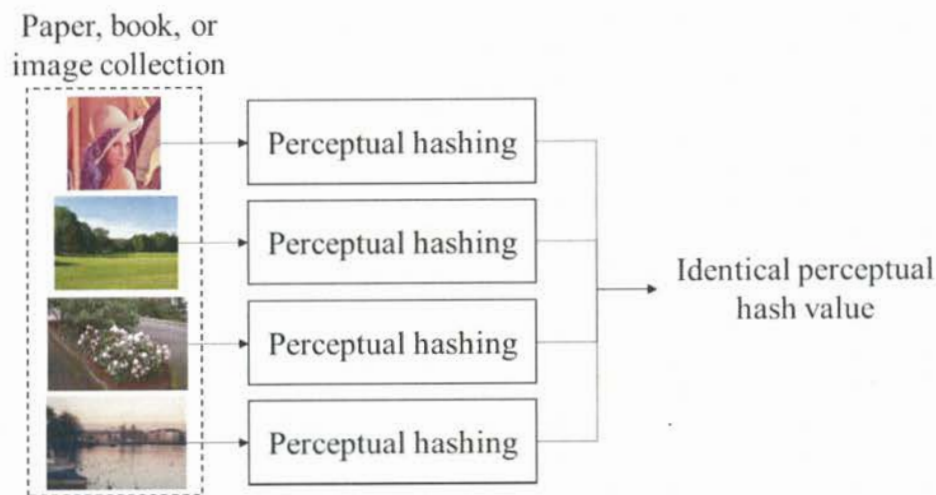 Paper, book, or
image collection
Perceptual hashing
Perceptual hashing
Perceptual hashing
Perceptual hashing
Identical perceptual
hash value